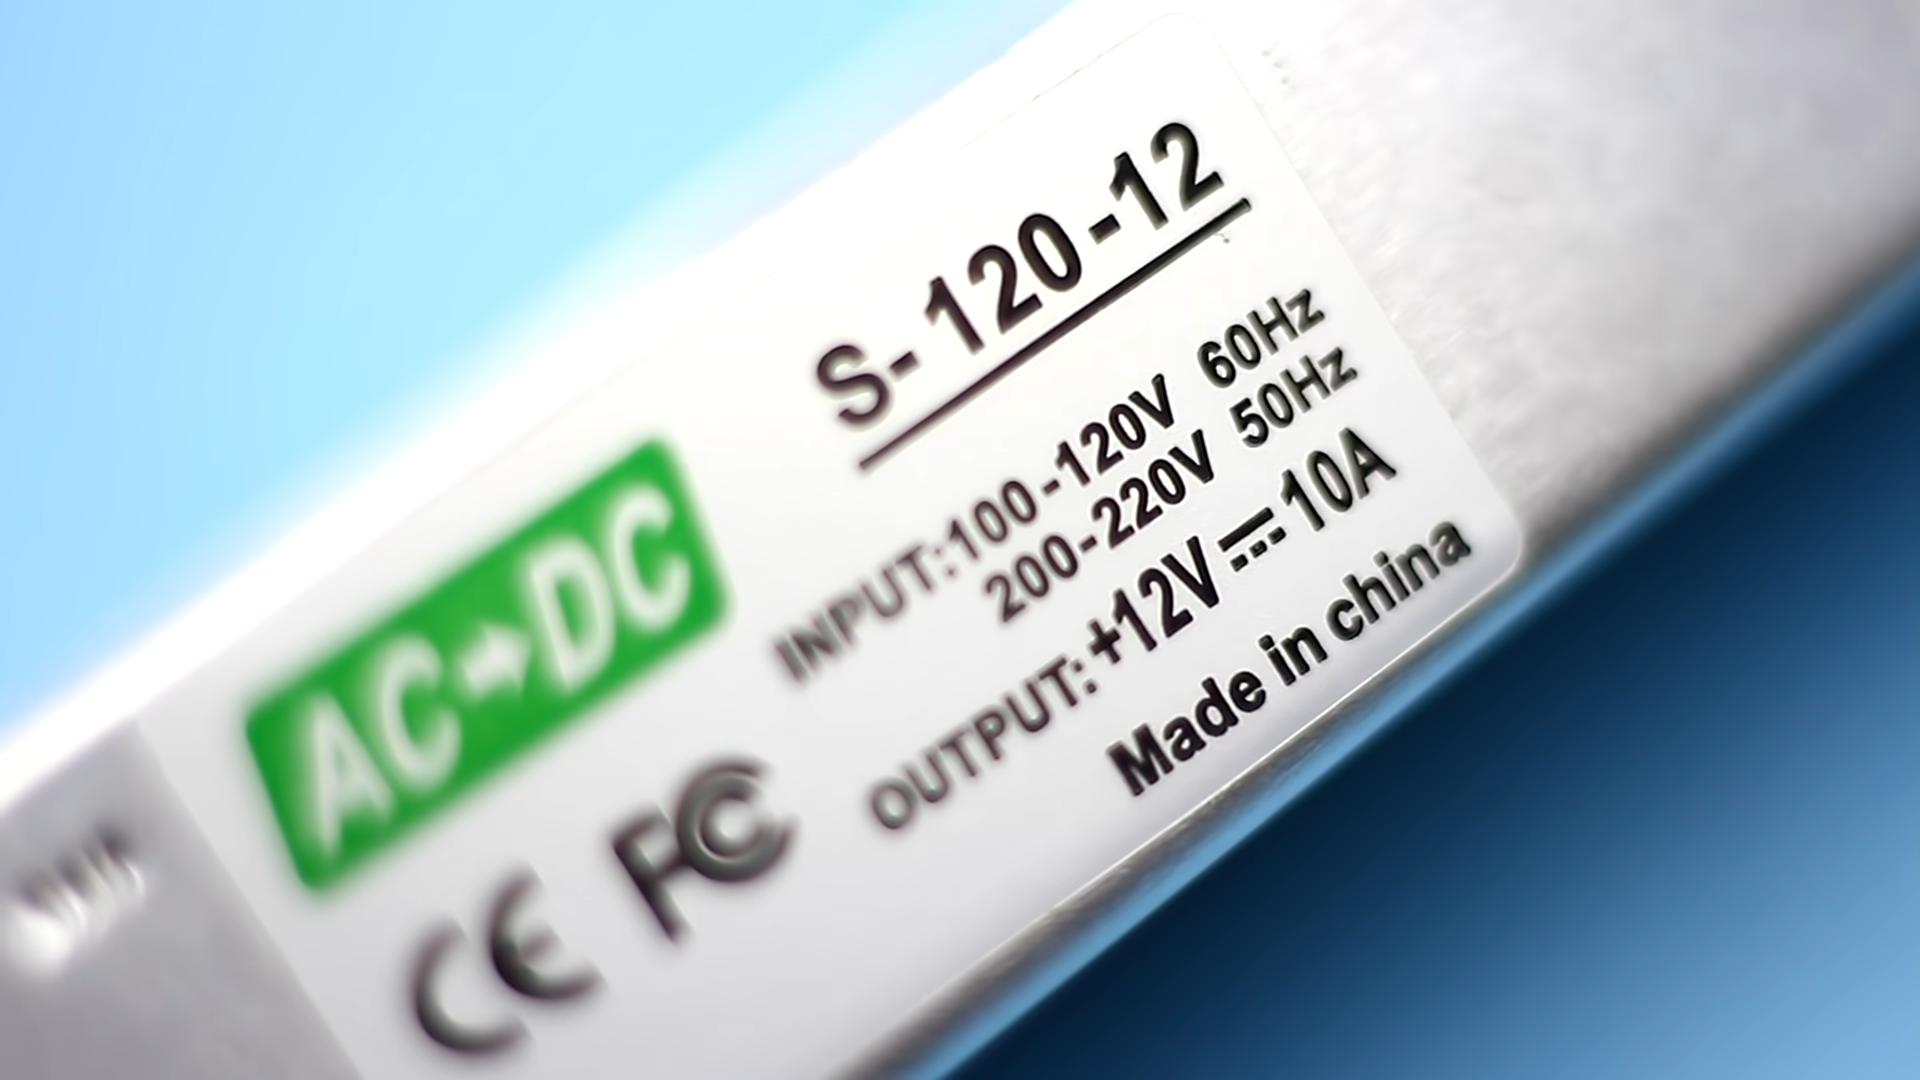 AC➡DC
CE FC
S-120-12
INPUT:100-120V 60Hz
200-220V 50Hz
OUTPUT:+12V⎓10A
Made in china